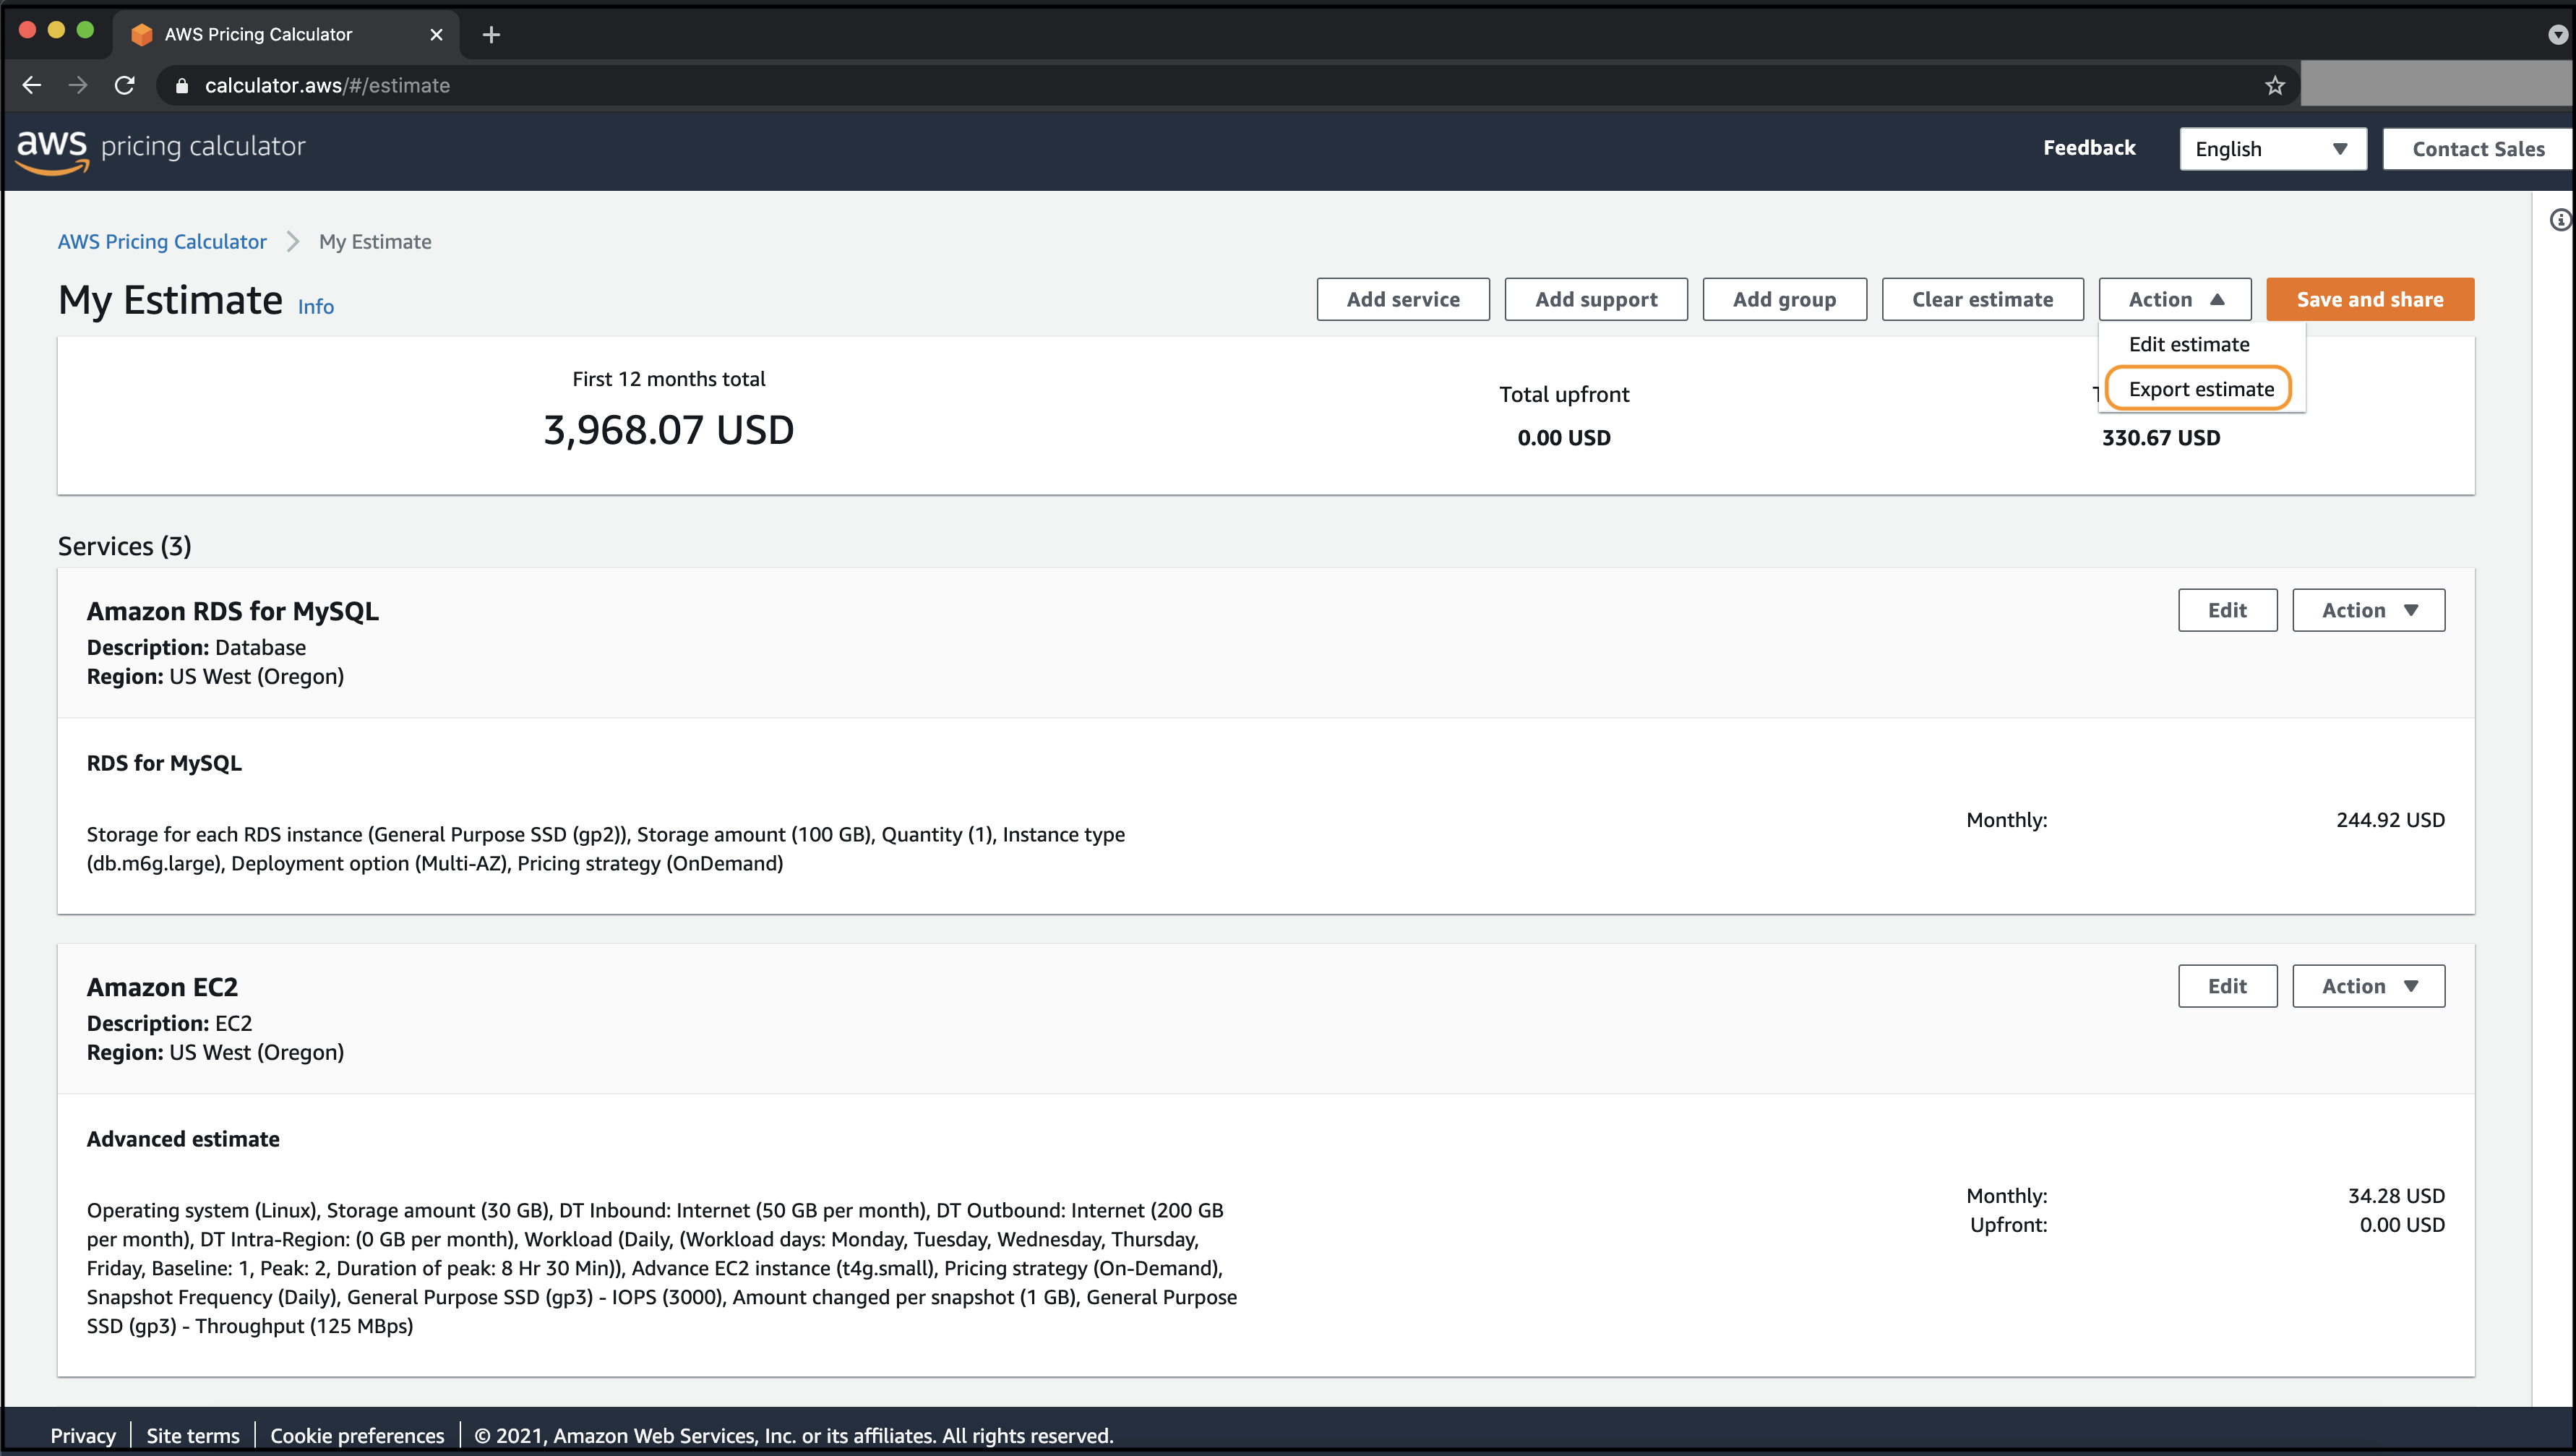 AWS Pricing Calculator
calculator.aws/#/estimate
aws pricing calculator
Feedback
English
Contact Sales
AWS Pricing Calculator
My Estimate
My Estimate Info
Add service
Add support
Add group
Clear estimate
Action
Save and share
Edit estimate
Export estimate
First 12 months total
3,968.07 USD
Total upfront
0.00 USD
330.67 USD
Services (3)
Amazon RDS for MySQL
Edit
Action
Description: Database
Region: US West (Oregon)
RDS for MySQL
Storage for each RDS instance (General Purpose SSD (gp2)), Storage amount (100 GB), Quantity (1), Instance type
(db.m6g.large), Deployment option (Multi-AZ), Pricing strategy (OnDemand)
Monthly: 244.92 USD
Amazon EC2
Edit
Action
Description: EC2
Region: US West (Oregon)
Advanced estimate
Operating system (Linux), Storage amount (30 GB), DT Inbound: Internet (50 GB per month), DT Outbound: Internet (200 GB
per month), DT Intra-Region: (0 GB per month), Workload (Daily, (Workload days: Monday, Tuesday, Wednesday, Thursday,
Friday, Baseline: 1, Peak: 2, Duration of peak: 8 Hr 30 Min)), Advance EC2 instance (t4g.small), Pricing strategy (On-Demand),
Snapshot Frequency (Daily), General Purpose SSD (gp3) - IOPS (3000), Amount changed per snapshot (1 GB), General Purpose
SSD (gp3) - Throughput (125 MBps)
Monthly: 34.28 USD
Upfront: 0.00 USD
Privacy
Site terms
Cookie preferences
© 2021, Amazon Web Services, Inc. or its affiliates. All rights reserved.